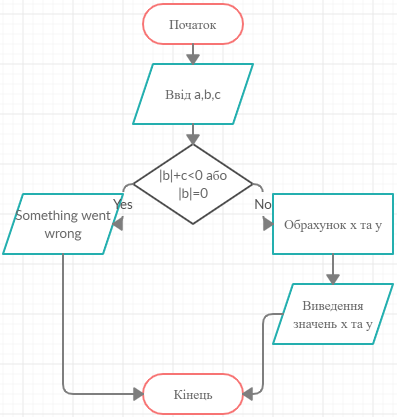 Початок
Ввід a,b,c
|b|+c<0 або
|b|=0
Yes
No
Something went
wrong
Обрахунок x та y
Виведення
значень x та y
Кінець